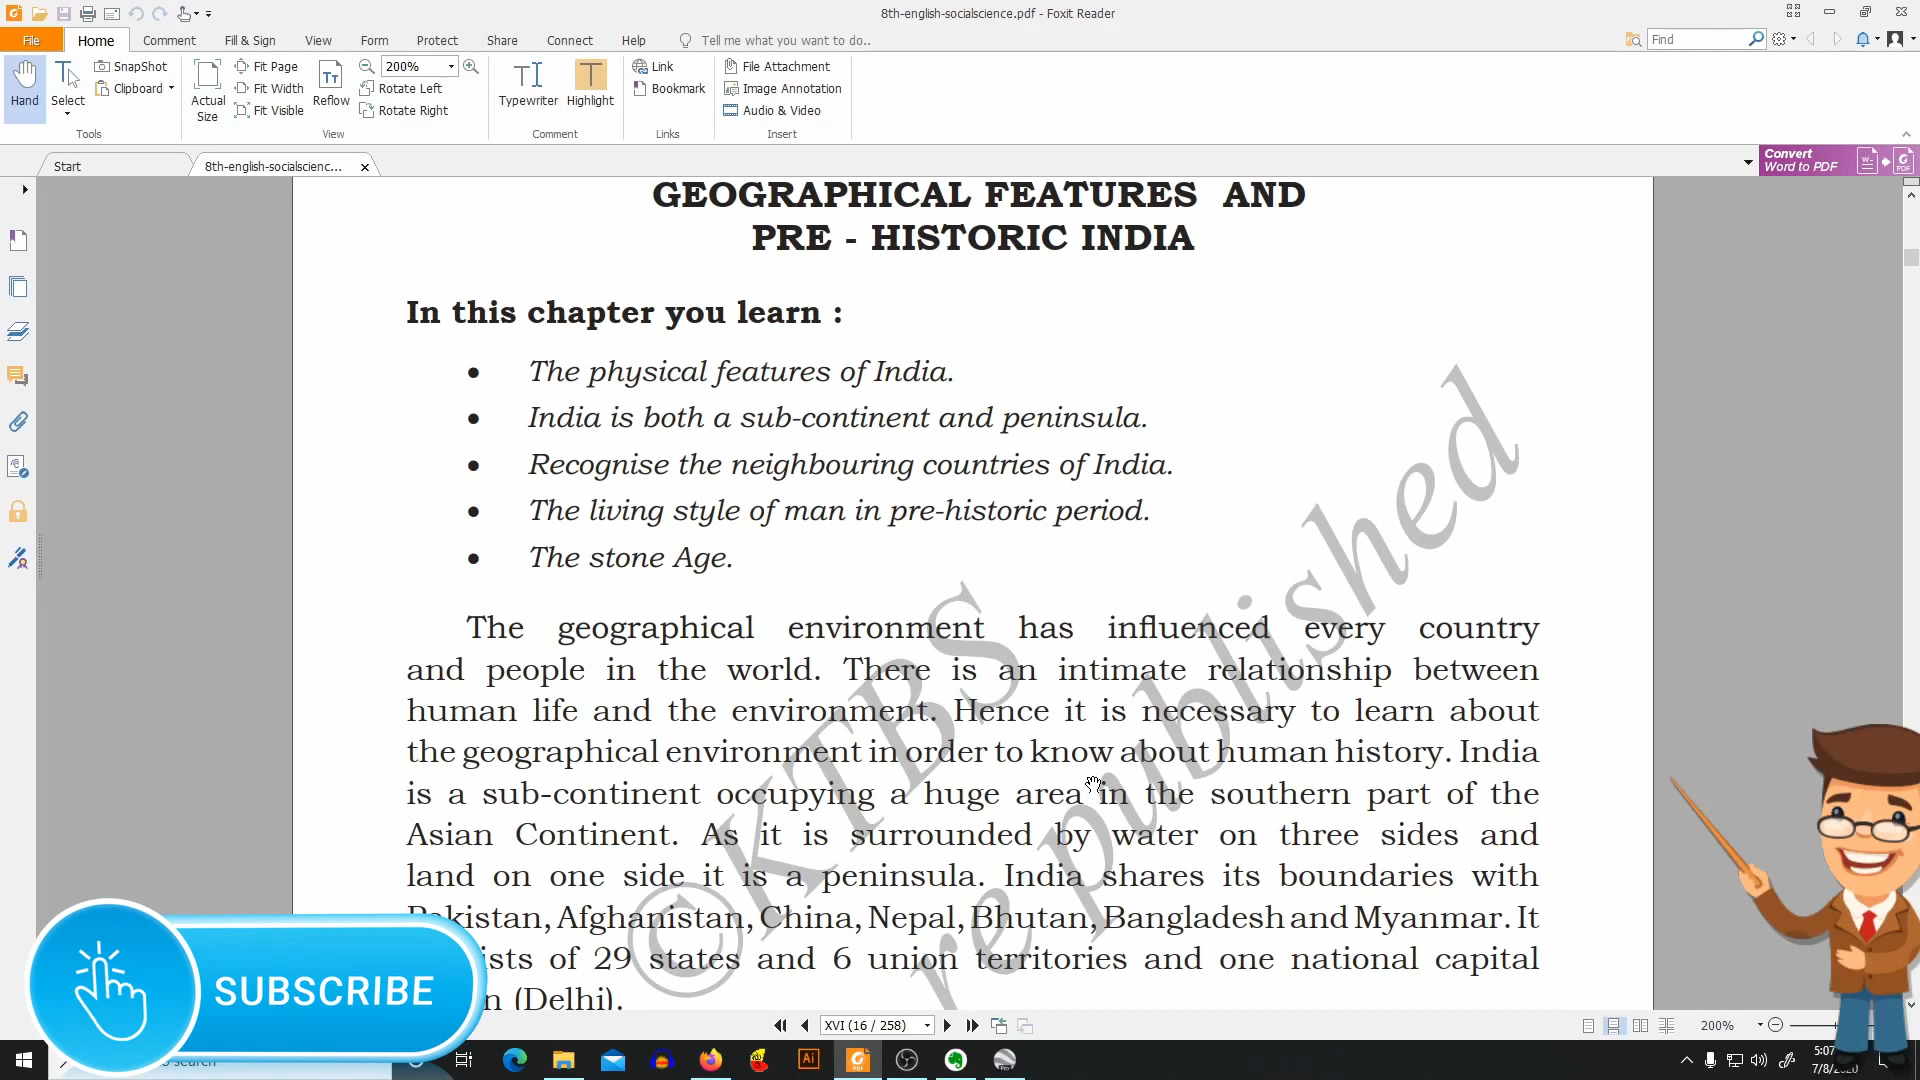 8th-english-socialscience.pdf - Foxit Reader
File Home Comment Fill & Sign View Form Protect Share Connect Help Tell me what you want to do.. Find
Hand Select SnapShot Clipboard Actual Size Fit Page Fit Width Fit Visible Reflow 200% Rotate Left Rotate Right Typewriter Highlight Link Bookmark File Attachment Image Annotation Audio & Video
Tools View Comment Links Insert
Start 8th-english-socialscienc... Convert Word to PDF
GEOGRAPHICAL FEATURES AND
PRE - HISTORIC INDIA
In this chapter you learn :
• The physical features of India.
• India is both a sub-continent and peninsula.
• Recognise the neighbouring countries of India.
• The living style of man in pre-historic period.
• The stone Age.
The geographical environment has influenced every country
and people in the world. There is an intimate relationship between
human life and the environment. Hence it is necessary to learn about
the geographical environment in order to know about human history. India
is a sub-continent occupying a huge area in the southern part of the
Asian Continent. As it is surrounded by water on three sides and
land on one side it is a peninsula. India shares its boundaries with
Pakistan, Afghanistan, China, Nepal, Bhutan, Bangladesh and Myanmar. It
ists of 29 states and 6 union territories and one national capital
n (Delhi).
©KTBS
re published
SUBSCRIBE
XVI (16 / 258) 200%
search
Ai
5:07
7/8/2020